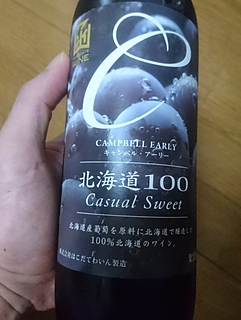 函
CAMPBELL EARLY
キャンベル・アーリー
北海道100
Casual Sweet
北海道産葡萄を原料に北海道で醸造した
100%北海道のワイン。
株式会社はこだてわいん製造